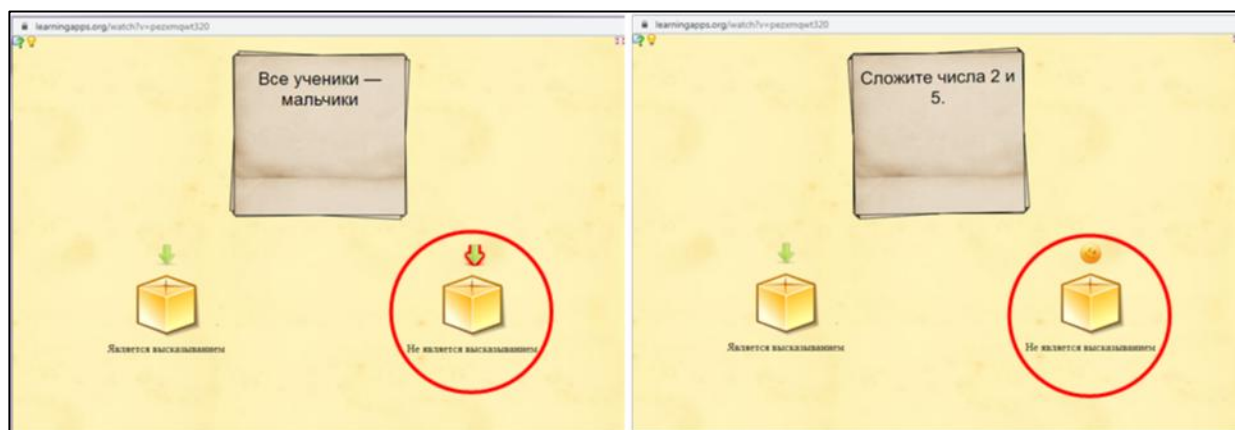 learningapps.org/watch?v=pezxmqwt320
Все ученики —
мальчики
Является высказыванием
Не является высказыванием
learningapps.org/watch?v=pezxmqwt320
Сложите числа 2 и
5.
Является высказыванием
Не является высказыванием